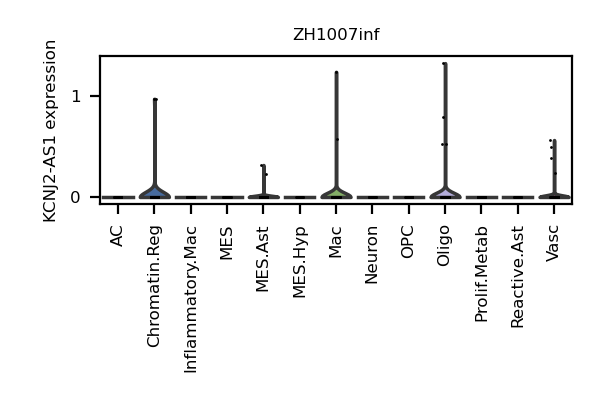 ZH1007inf
KCNJ2-AS1 expression
1
0
AC
Chromatin.Reg
Inflammatory.Mac
MES
MES.Ast
MES.Hyp
Mac
Neuron
OPC
Oligo
Prolif.Metab
Reactive.Ast
Vasc